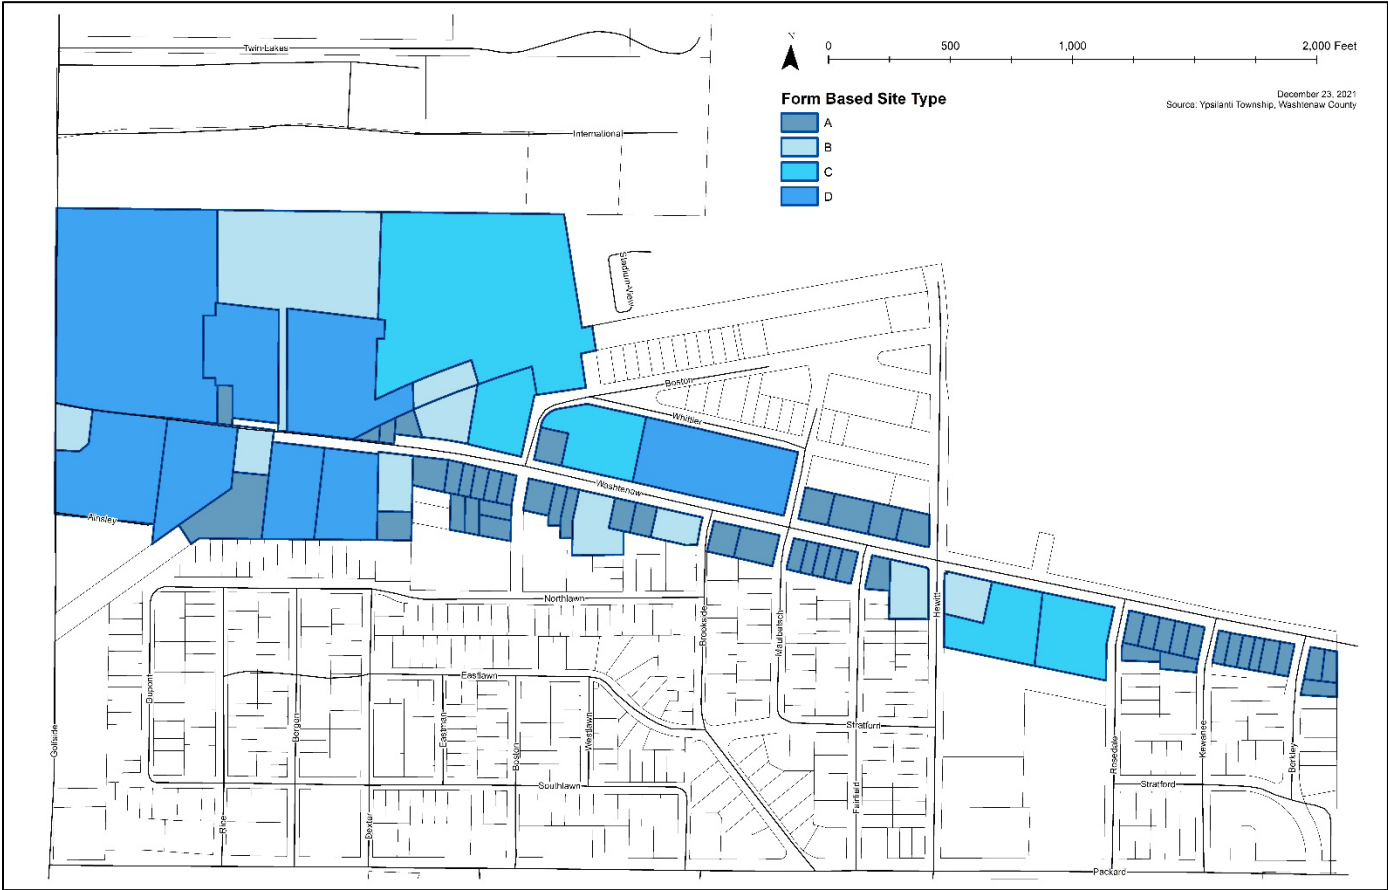 Twin Lakes
N
0 500 1,000 2,000 Feet
Form Based Site Type
December 23, 2021
Source: Ypsilanti Township, Washtenaw County
A
B
C
D
International
Stadium View
Boston
Whittier
Washtenaw
Ainsley
Northlawn
Brookside
Maulbetsch
Hewitt
Eastlawn
Golfside
Dupont
Bergen
Eastman
Boston
Westlawn
Stratford
Rosedale
Kewanee
Berkley
Southlawn
Stratford
Fairfield
Rice
Dexter
Packard